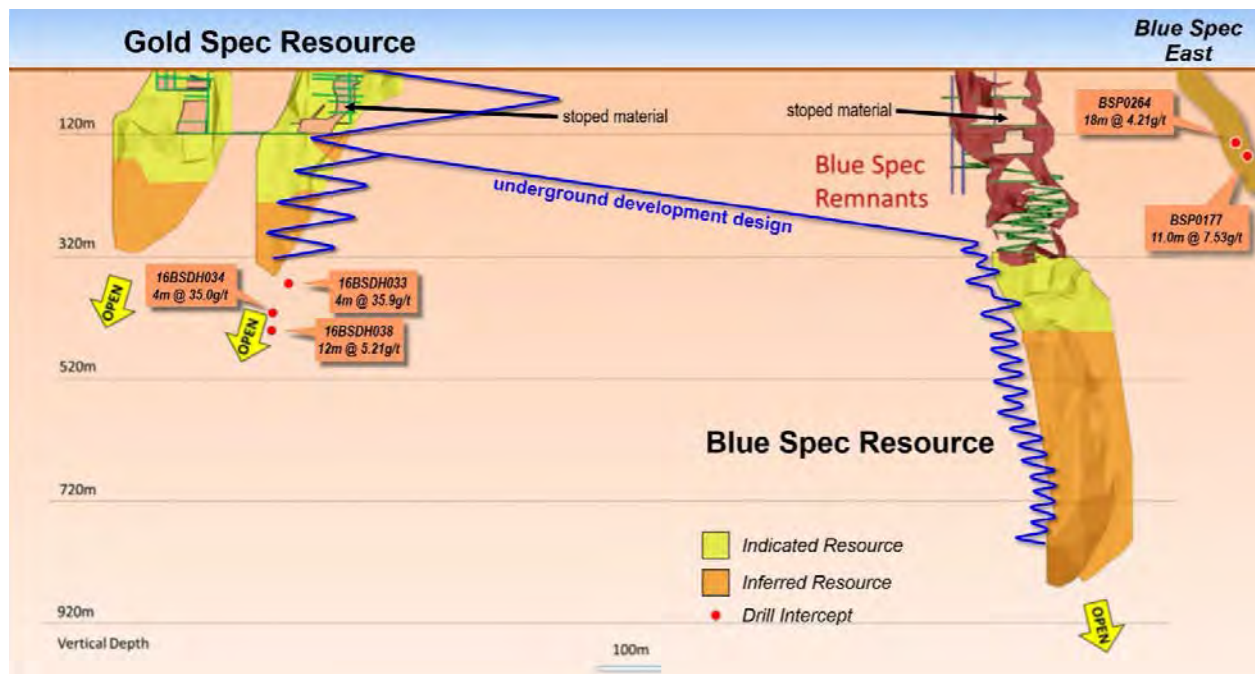 Gold Spec Resource
Blue Spec
East
stoped material
stoped material
BSP0264
18m @ 4.21g/t
120m
Blue Spec
Remnants
underground development design
BSP0177
11.0m @ 7.53g/t
320m
16BSDH034
4m @ 35.0g/t
16BSDH033
4m @ 35.9g/t
OPEN
OPEN
16BSDH038
12m @ 5.21g/t
520m
Blue Spec Resource
720m
Indicated Resource
Inferred Resource
Drill Intercept
920m
OPEN
Vertical Depth
100m